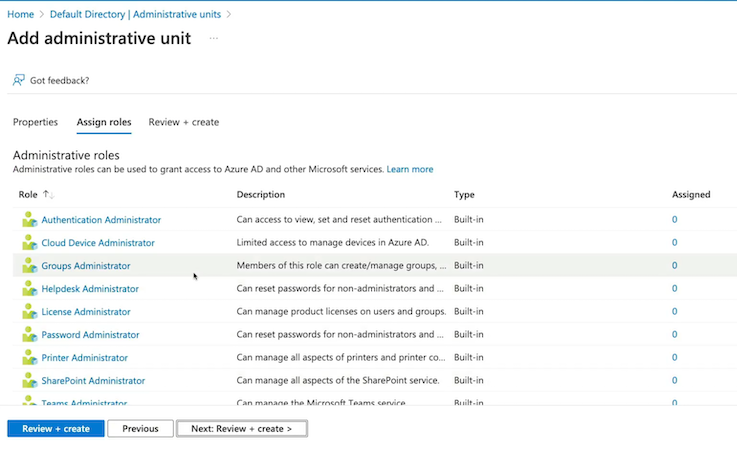 Home > Default Directory | Administrative units >
Add administrative unit ...
Got feedback?
Properties Assign roles Review + create
Administrative roles
Administrative roles can be used to grant access to Azure AD and other Microsoft services. Learn more
Role ↑↓ Description Type Assigned
Authentication Administrator Can access to view, set and reset authentication ... Built-in 0
Cloud Device Administrator Limited access to manage devices in Azure AD. Built-in 0
Groups Administrator Members of this role can create/manage groups, ... Built-in 0
Helpdesk Administrator Can reset passwords for non-administrators and ... Built-in 0
License Administrator Can manage product licenses on users and groups. Built-in 0
Password Administrator Can reset passwords for non-administrators and ... Built-in 0
Printer Administrator Can manage all aspects of printers and printer co... Built-in 0
SharePoint Administrator Can manage all aspects of the SharePoint service. Built-in 0
Teams Administrator Can manage the Microsoft Teams service. Built-in 0
Review + create Previous Next: Review + create >